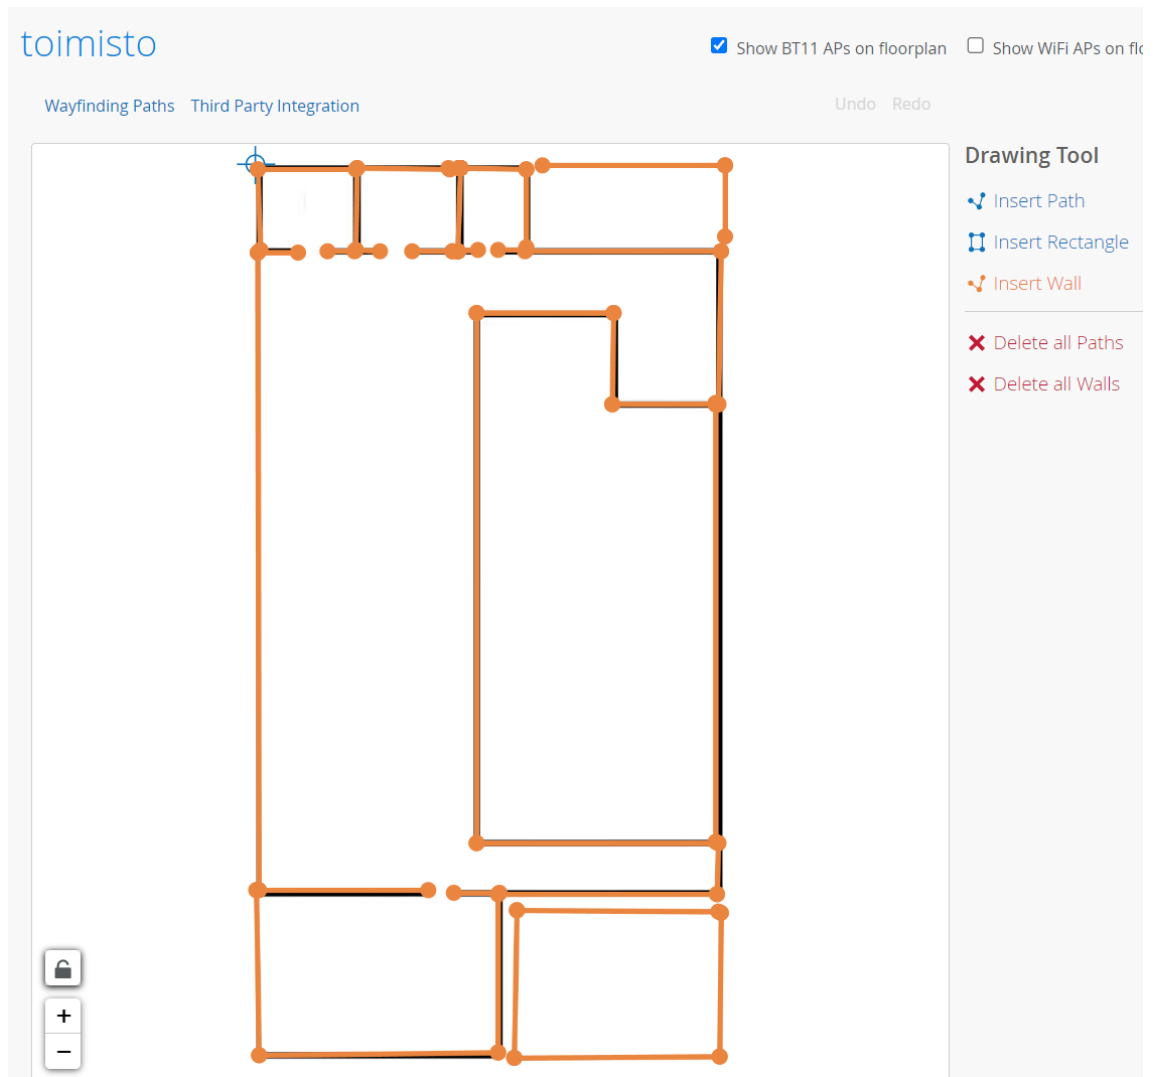 toimisto
Show BT11 APs on floorplan
Show WiFi APs on flo
Wayfinding Paths Third Party Integration
Undo Redo
Drawing Tool
Insert Path
Insert Rectangle
Insert Wall
Delete all Paths
Delete all Walls
+
−